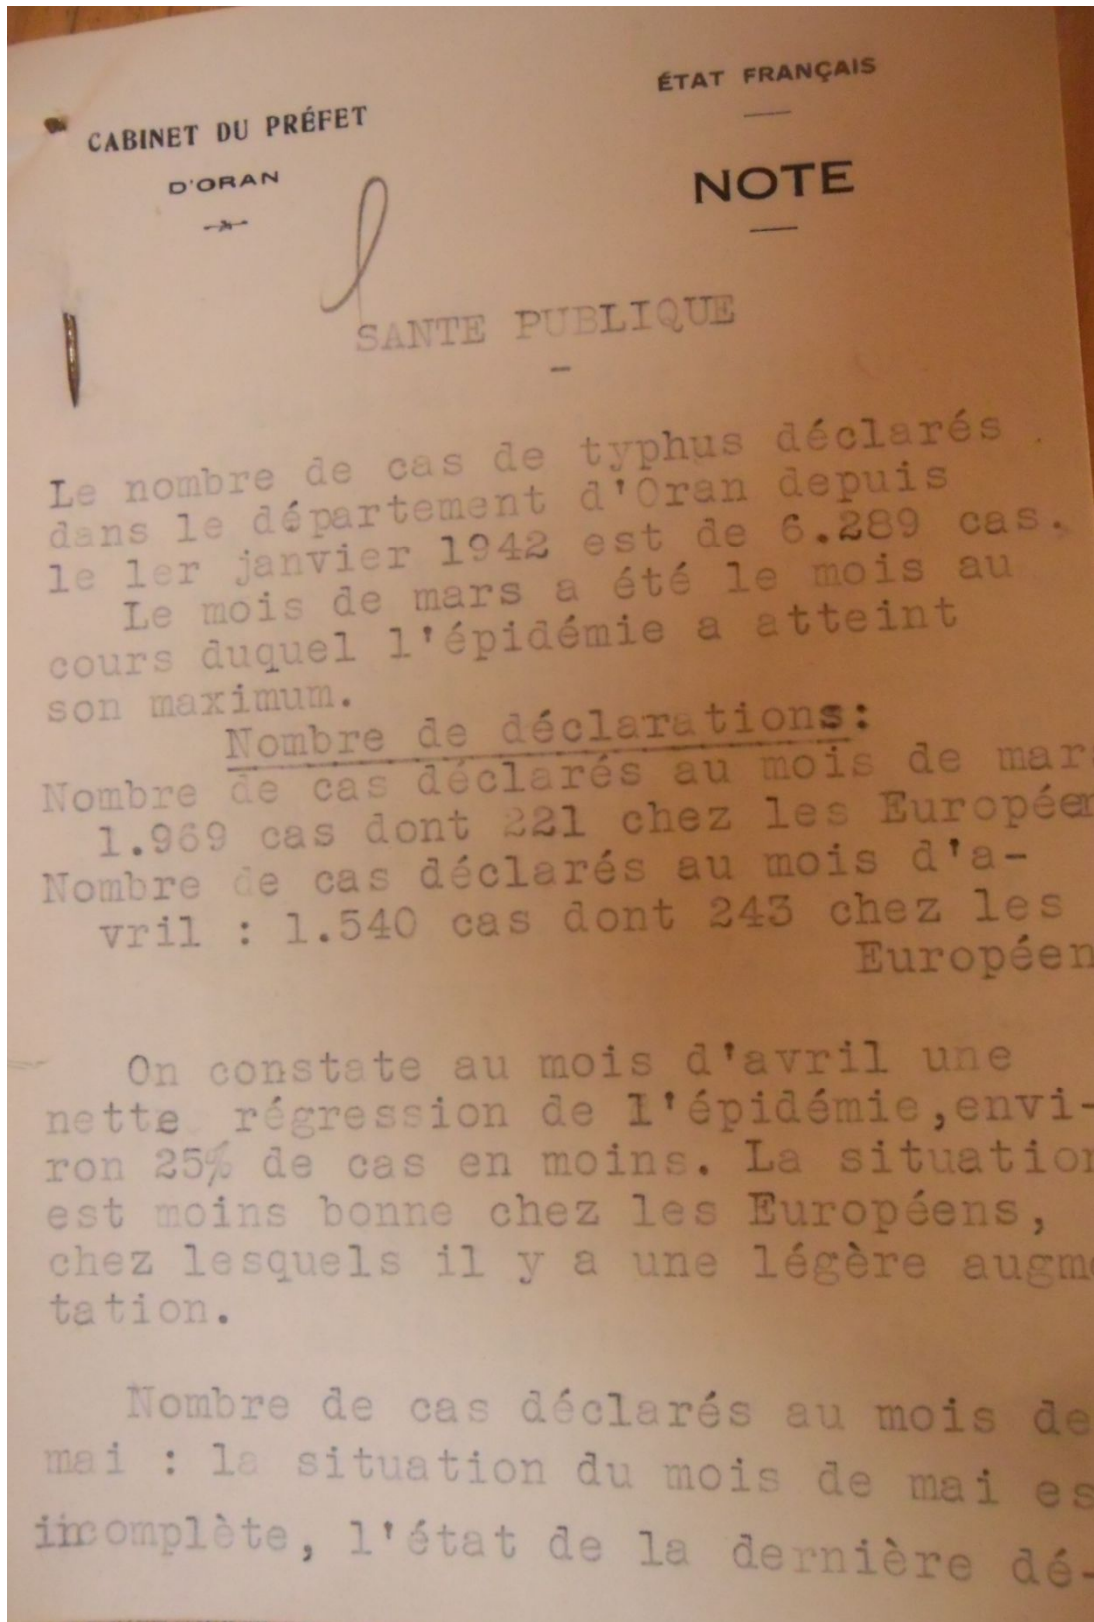 CABINET DU PRÉFET
D'ORAN
ÉTAT FRANÇAIS
NOTE
SANTE PUBLIQUE
Le nombre de cas de typhus déclarés
dans le département d'Oran depuis
le 1er janvier 1942 est de 6.289 cas.
Le mois de mars a été le mois au
cours duquel l'épidémie a atteint
son maximum.
Nombre de déclarations:
Nombre de cas déclarés au mois de mars
1.969 cas dont 221 chez les Européen
Nombre de cas déclarés au mois d'a-
vril : 1.540 cas dont 243 chez les
Européen
On constate au mois d'avril une
nette régression de l'épidémie,envi-
ron 25% de cas en moins. La situation
est moins bonne chez les Européens,
chez lesquels il y a une légère augme
tation.
Nombre de cas déclarés au mois de
mai : la situation du mois de mai es
incomplète, l'état de la dernière dé-